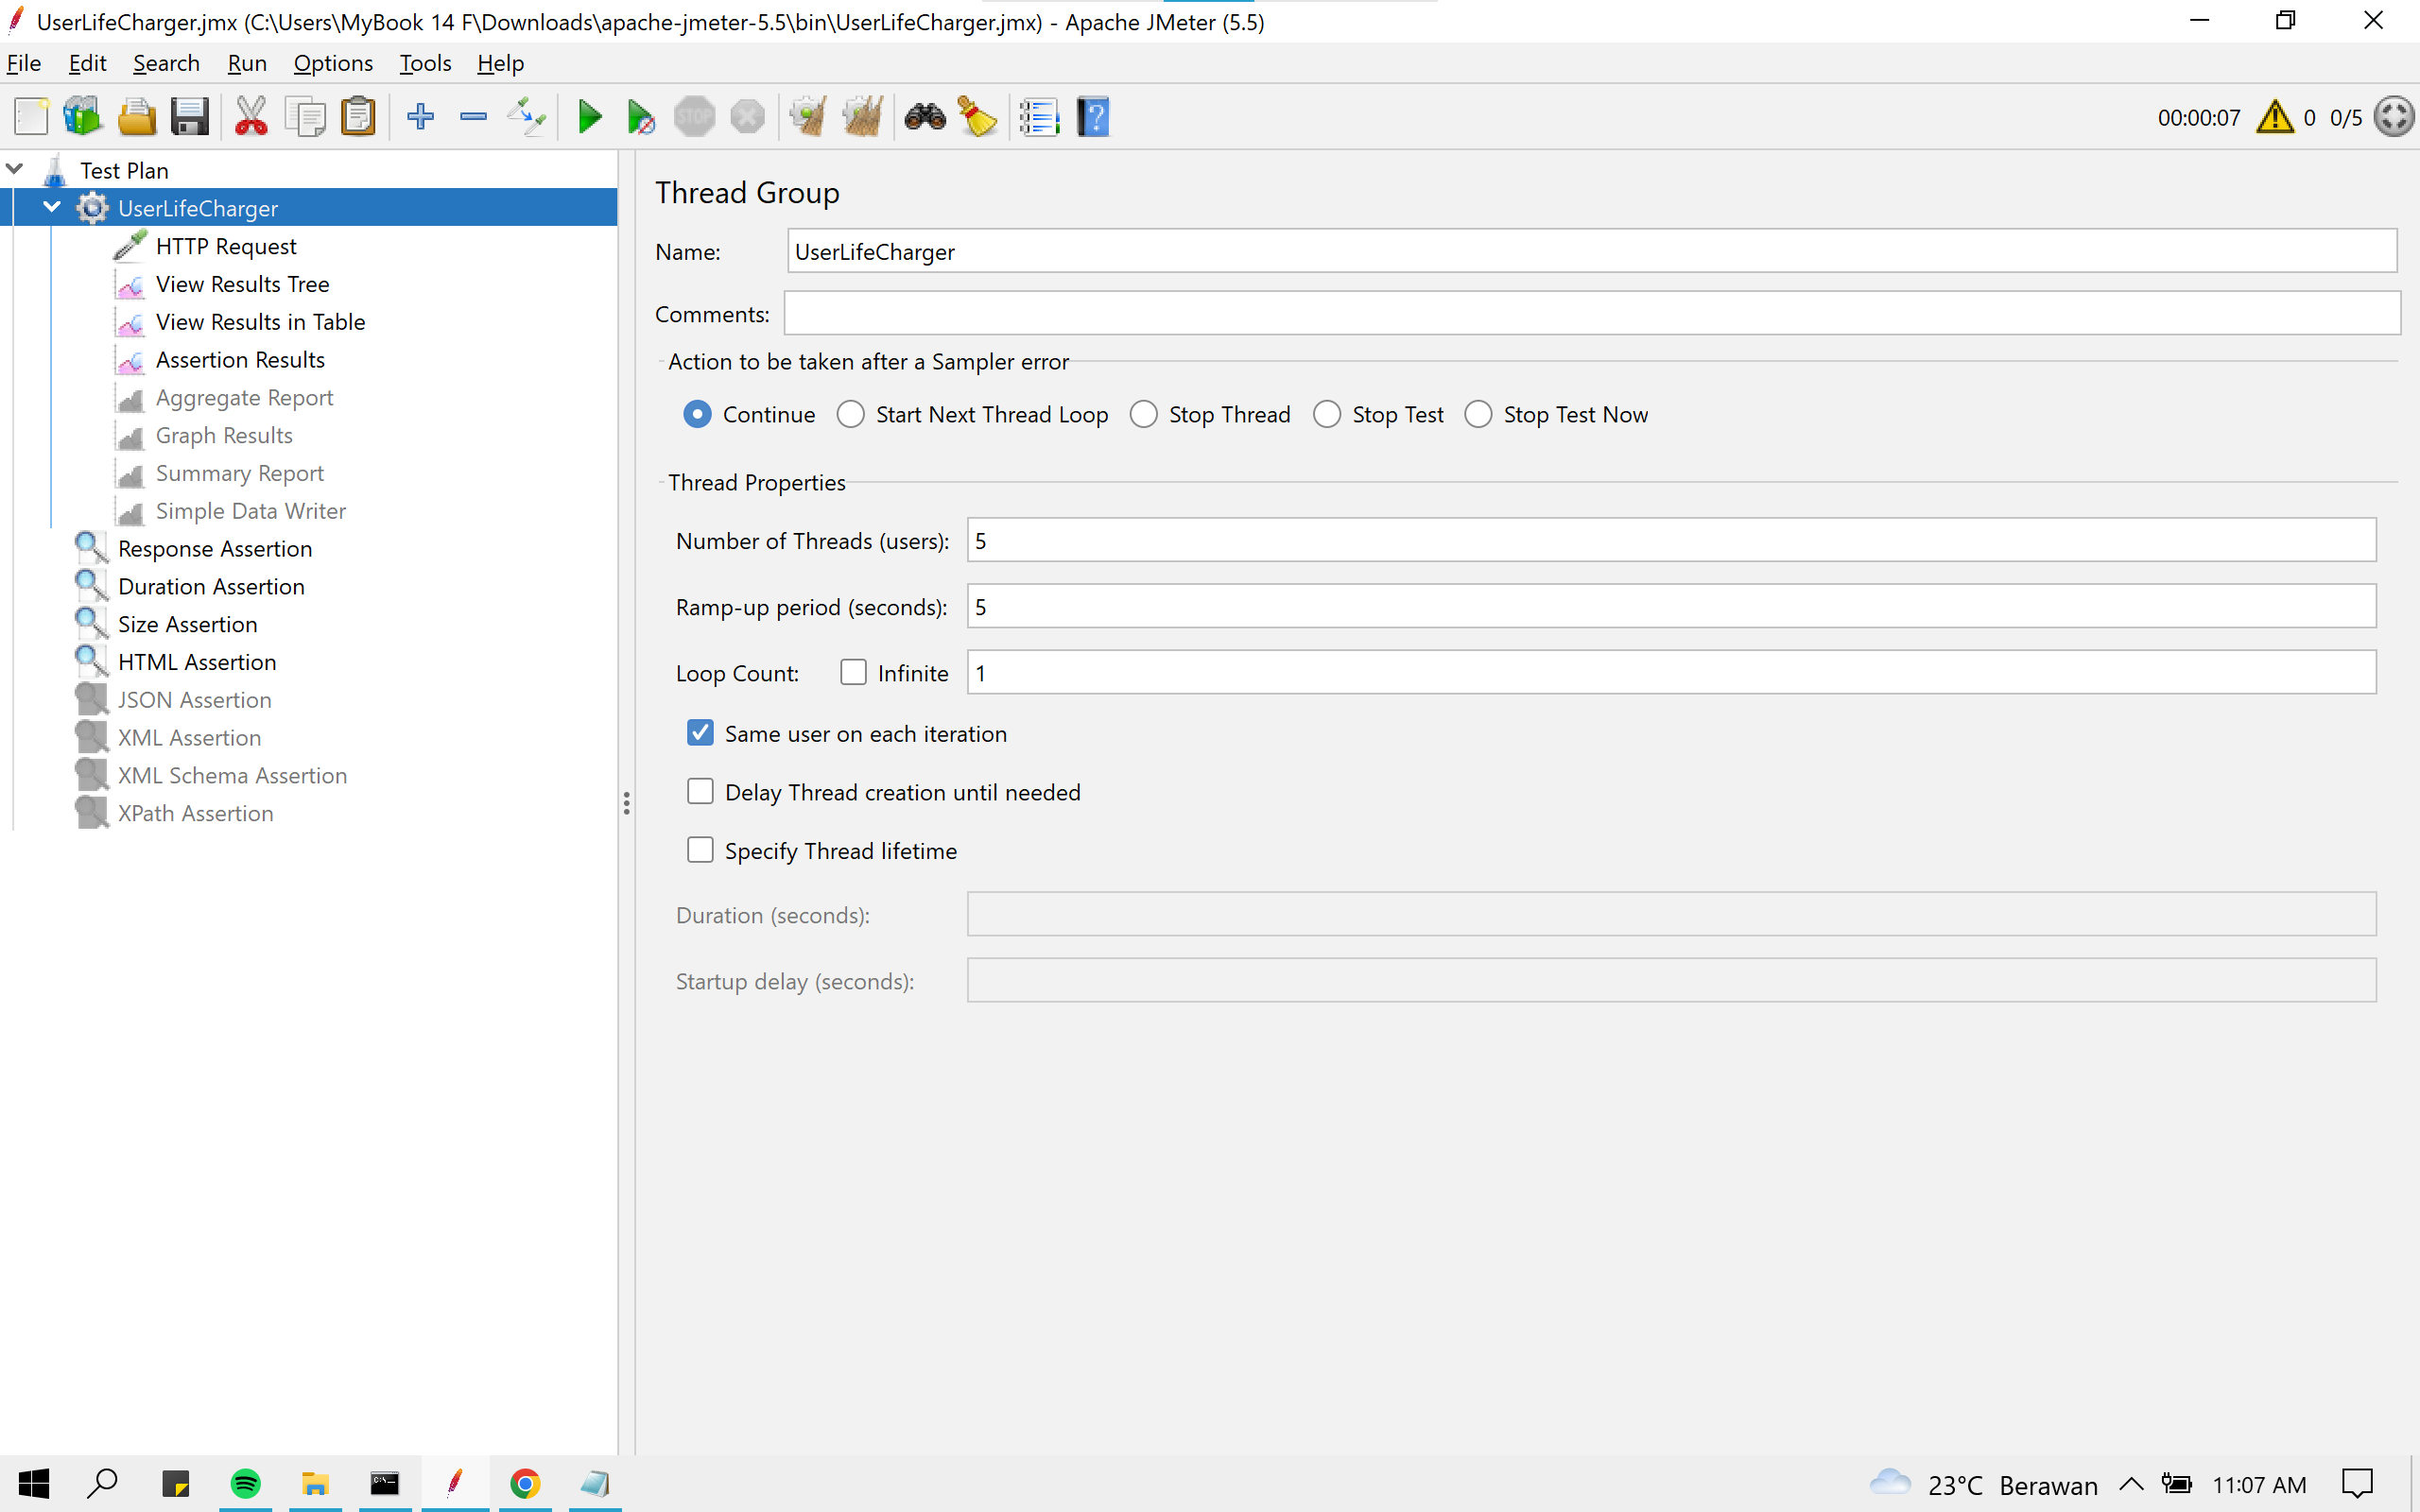 UserLifeCharger.jmx (C:\Users\MyBook 14 F\Downloads\apache-jmeter-5.5\bin\UserLifeCharger.jmx) - Apache JMeter (5.5)
File Edit Search Run Options Tools Help
STOP 00:00:07 0 0/5
Test Plan
UserLifeCharger
HTTP Request
View Results Tree
View Results in Table
Assertion Results
Aggregate Report
Graph Results
Summary Report
Simple Data Writer
Response Assertion
Duration Assertion
Size Assertion
HTML Assertion
JSON Assertion
XML Assertion
XML Schema Assertion
XPath Assertion
Thread Group
Name: UserLifeCharger
Comments:
Action to be taken after a Sampler error
Continue Start Next Thread Loop Stop Thread Stop Test Stop Test Now
Thread Properties
Number of Threads (users): 5
Ramp-up period (seconds): 5
Loop Count: Infinite 1
Same user on each iteration
Delay Thread creation until needed
Specify Thread lifetime
Duration (seconds):
Startup delay (seconds):
23°C Berawan 11:07 AM